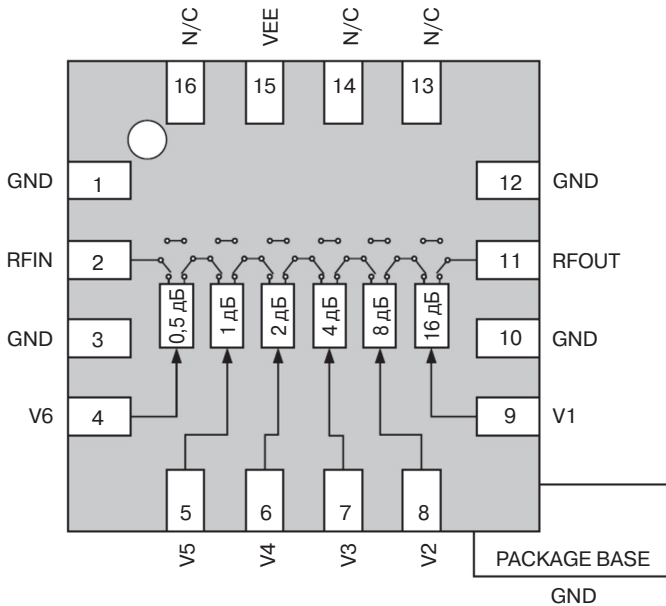 N/C VEE N/C N/C
16 15 14 13
GND 1 12 GND
RFIN 2 11 RFOUT
0,5 дБ 1 дБ 2 дБ 4 дБ 8 дБ 16 дБ
GND 3 10 GND
V6 4 9 V1
5 6 7 8
V5 V4 V3 V2
PACKAGE BASE
GND